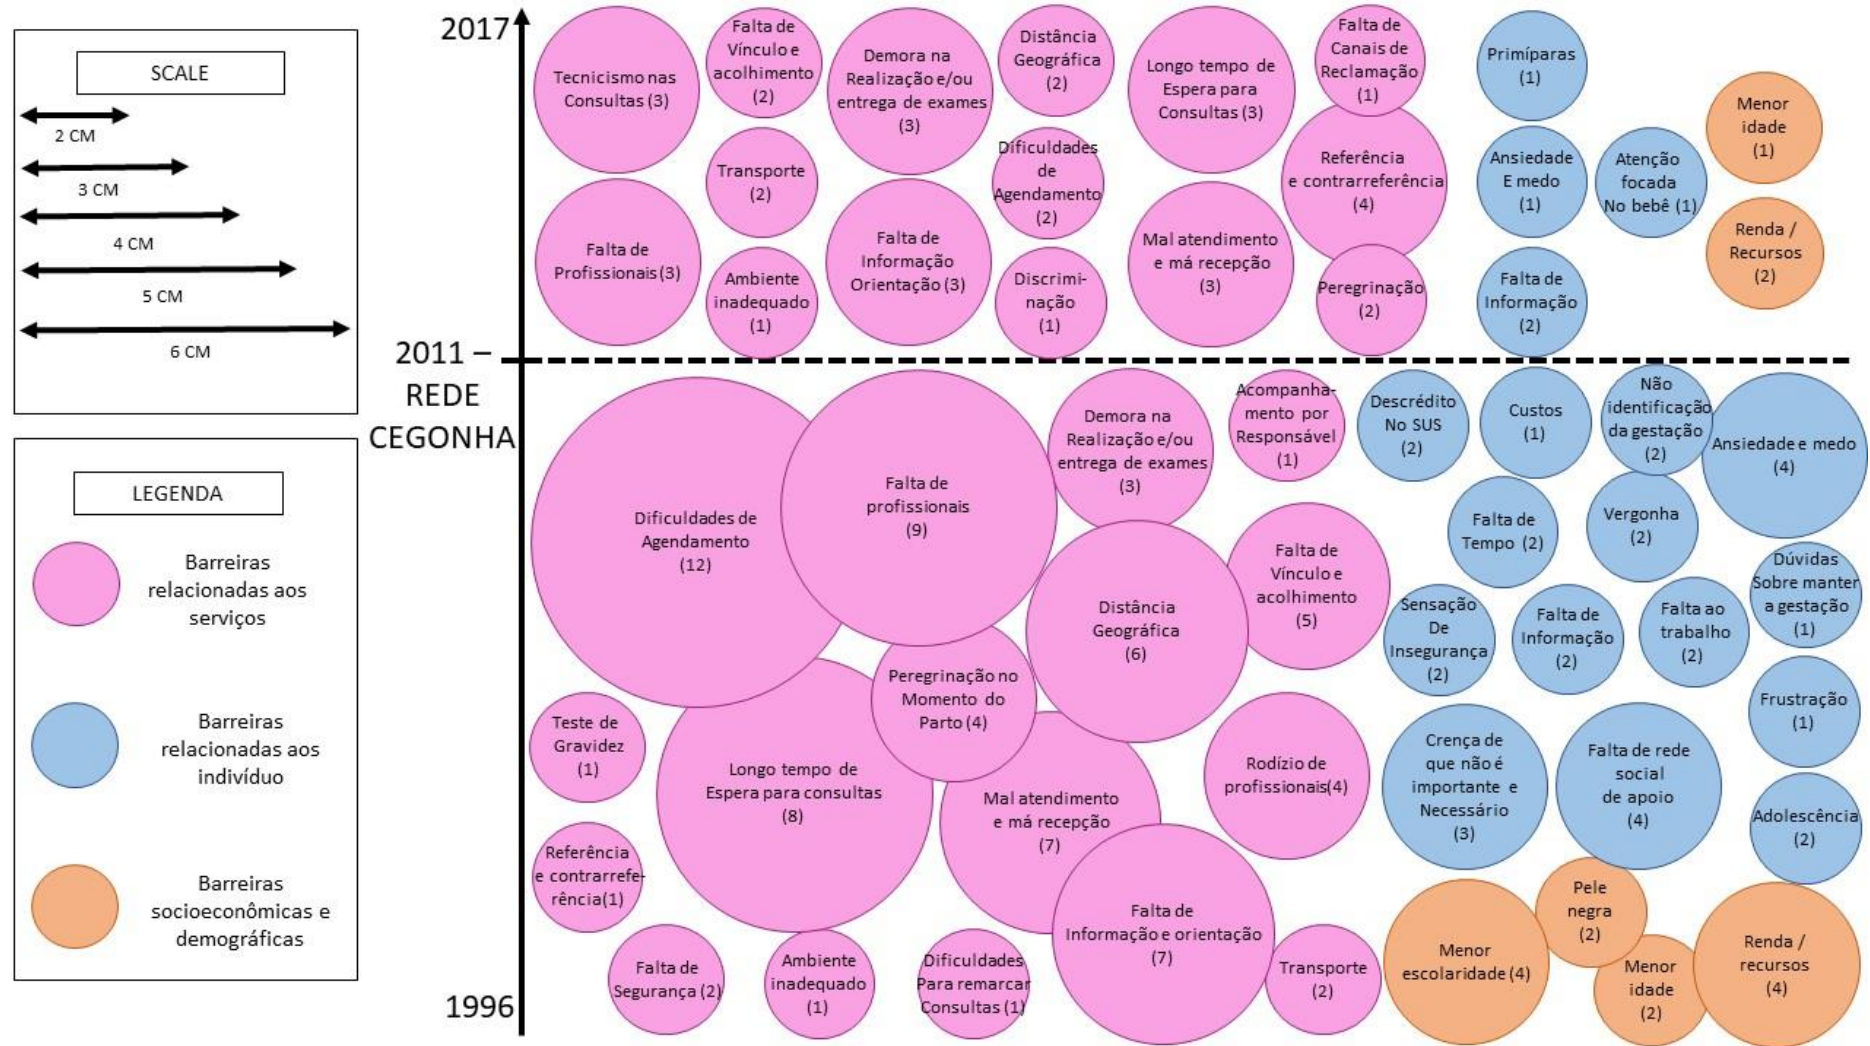 SCALE
2 CM
3 CM
4 CM
5 CM
6 CM
LEGENDA
Barreiras
relacionadas aos
serviços
Barreiras
relacionadas aos
indivíduo
Barreiras
socioeconômicas e
demográficas
2017
2011 –
REDE
CEGONHA
1996
Tecnicismo nas
Consultas (3)
Falta de
Vínculo e
acolhimento
(2)
Demora na
Realização e/ou
entrega de exames
(3)
Distância
Geográfica
(2)
Longo tempo de
Espera para
Consultas (3)
Falta de
Canais de
Reclamação
(1)
Primíparas
(1)
Menor
idade
(1)
Transporte
(2)
Dificuldades
de
Agendamento
(2)
Referência
e contrarreferência
(4)
Ansiedade
E medo
(1)
Atenção
focada
No bebê (1)
Falta de
Profissionais (3)
Ambiente
inadequado
(1)
Falta de
Informação
Orientação (3)
Discrimi-
nação
(1)
Mal atendimento
e má recepção
(3)
Peregrinação
(2)
Falta de
Informação
(2)
Renda /
Recursos
(2)
Dificuldades de
Agendamento
(12)
Falta de
profissionais
(9)
Demora na
Realização e/ou
entrega de exames
(3)
Acompanha-
mento por
Responsável
(1)
Descrédito
No SUS
(2)
Custos
(1)
Não
identificação
da gestação
(2)
Ansiedade e medo
(4)
Falta de
Tempo (2)
Vergonha
(2)
Distância
Geográfica
(6)
Falta de
Vínculo e
acolhimento
(5)
Sensação
De
Insegurança
(2)
Falta de
Informação
(2)
Falta ao
trabalho
(2)
Dúvidas
Sobre manter
a gestação
(1)
Peregrinação no
Momento do
Parto (4)
Teste de
Gravidez
(1)
Longo tempo de
Espera para consultas
(8)
Mal atendimento
e má recepção
(7)
Rodízio de
profissionais(4)
Crença de
que não é
importante e
Necessário
(3)
Falta de rede
social
de apoio
(4)
Frustração
(1)
Adolescência
(2)
Referência
e contrarrefe-
rência(1)
Falta de
Segurança (2)
Ambiente
inadequado
(1)
Dificuldades
Para remarcar
Consultas (1)
Falta de
Informação e orientação
(7)
Transporte
(2)
Menor
escolaridade (4)
Pele
negra
(2)
Menor
idade
(2)
Renda /
recursos
(4)